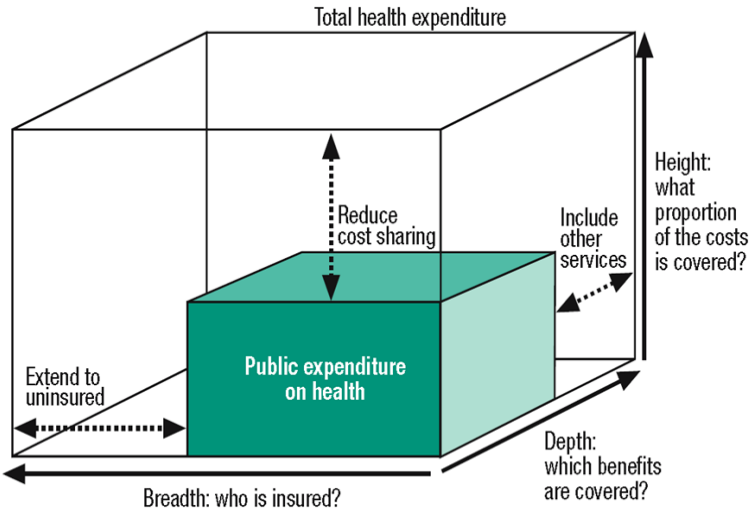 Total health expenditure
Height:
what
proportion
of the costs
is covered?
Reduce
cost sharing
Include
other
services
Public expenditure
on health
Extend to
uninsured
Depth:
which benefits
are covered?
Breadth: who is insured?